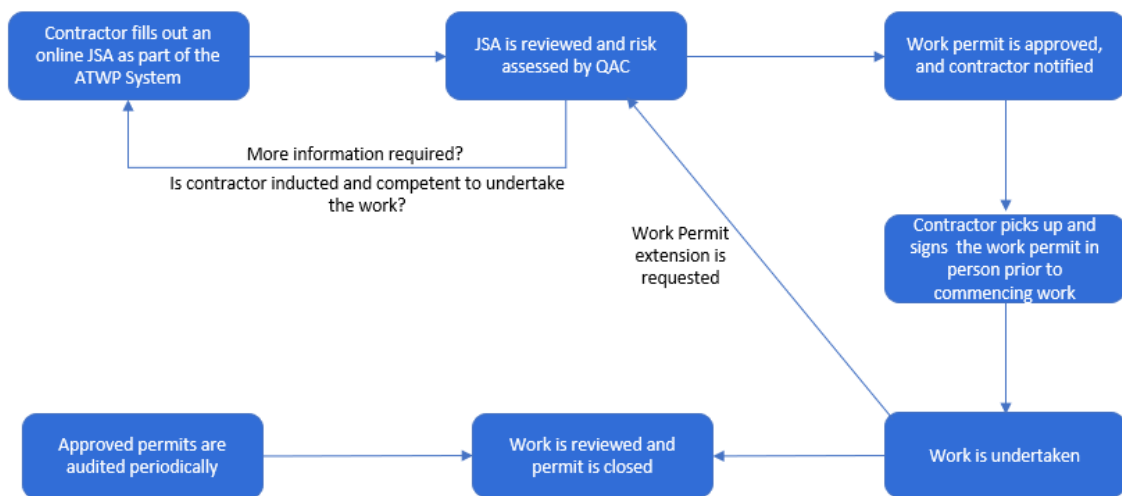 Contractor fills out an
online JSA as part of the
ATWP System
JSA is reviewed and risk
assessed by QAC
Work permit is approved,
and contractor notified
More information required?
Is contractor inducted and competent to undertake
the work?
Work Permit
extension is
requested
Contractor picks up and
signs the work permit in
person prior to
commencing work
Approved permits are
audited periodically
Work is reviewed and
permit is closed
Work is undertaken